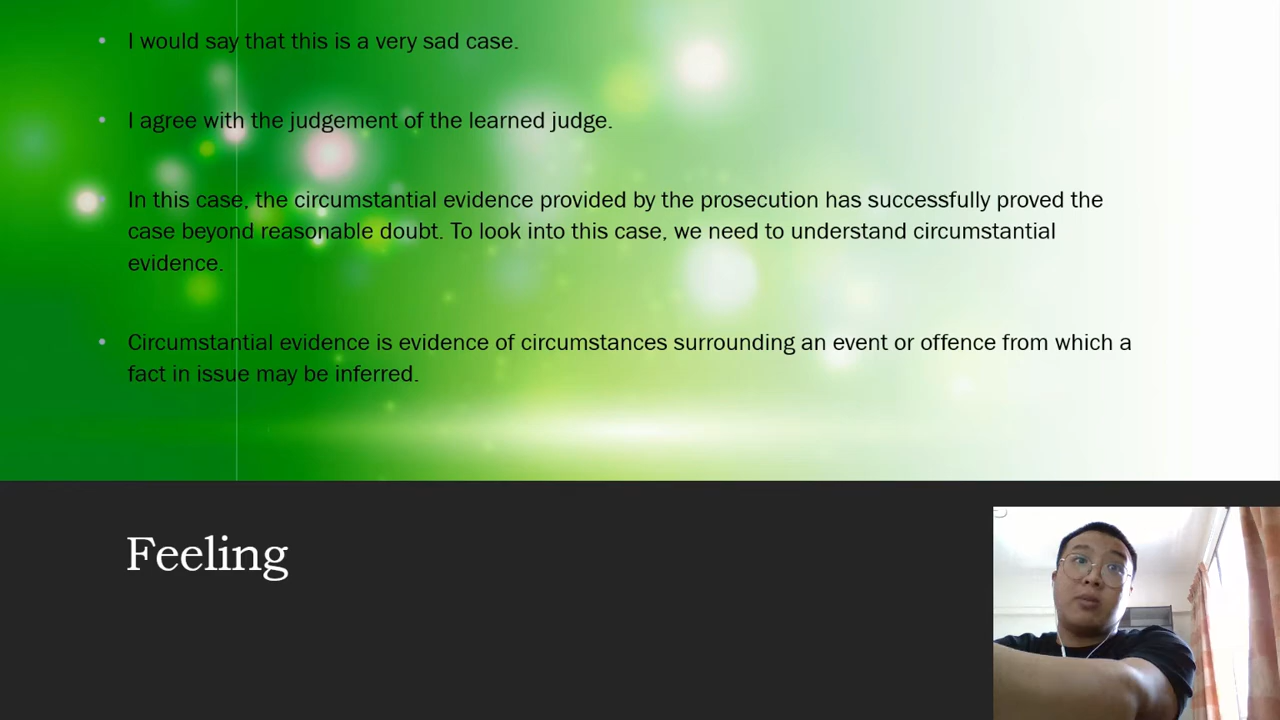 • I would say that this is a very sad case.
• I agree with the judgement of the learned judge.
• In this case, the circumstantial evidence provided by the prosecution has successfully proved the
case beyond reasonable doubt. To look into this case, we need to understand circumstantial
evidence.
• Circumstantial evidence is evidence of circumstances surrounding an event or offence from which a
fact in issue may be inferred.
Feeling